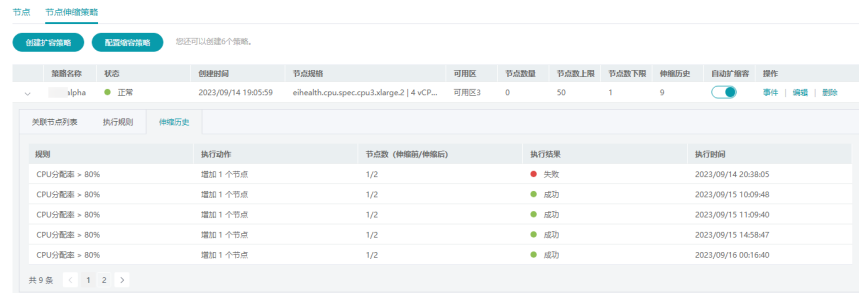 节点 节点伸缩策略
创建扩容策略 配置缩容策略 您还可以创建6个策略。
策略名称 状态 创建时间 节点规格 可用区 节点数量 节点数上限 节点数下限 伸缩历史 自动扩缩容 操作
alpha 正常 2023/09/14 19:05:59 eihealth.cpu.spec.cpu3.xlarge.2 | 4 vCP... 可用区3 0 50 1 9 事件 | 编辑 | 删除
关联节点列表 执行规则 伸缩历史
规则 执行动作 节点数（伸缩前/伸缩后） 执行结果 执行时间
CPU分配率 > 80% 增加 1 个节点 1/2 失败 2023/09/14 20:38:05
CPU分配率 > 80% 增加 1 个节点 1/2 成功 2023/09/15 10:09:48
CPU分配率 > 80% 增加 1 个节点 1/2 成功 2023/09/15 11:09:40
CPU分配率 > 80% 增加 1 个节点 1/2 成功 2023/09/15 14:58:47
CPU分配率 > 80% 增加 1 个节点 1/2 成功 2023/09/16 00:16:40
共 9 条 < 1 2 >